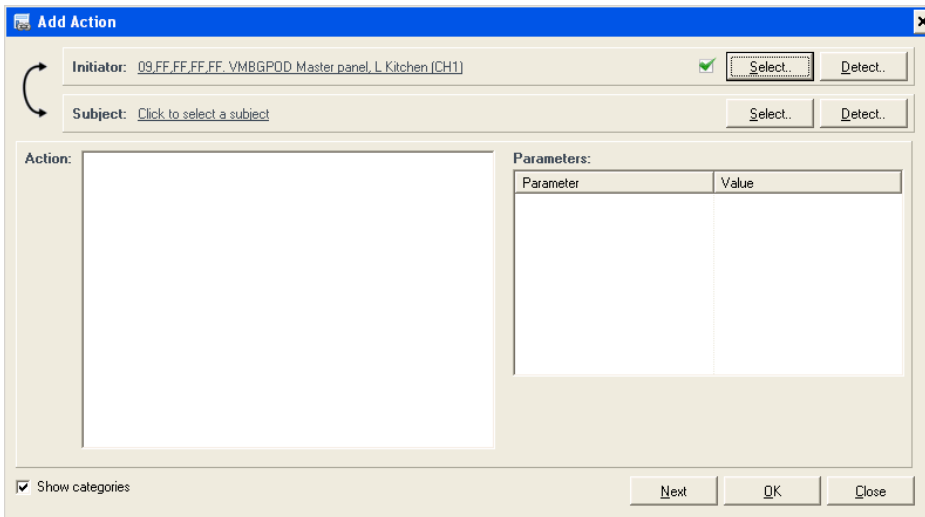 Add Action
Initiator: 09,FF,FF,FF,FF. VMBGPOD Master panel, L Kitchen (CH1) Select.. Detect..
Subject: Click to select a subject Select.. Detect..
Action: Parameters:
Parameter Value
Show categories Next OK Close